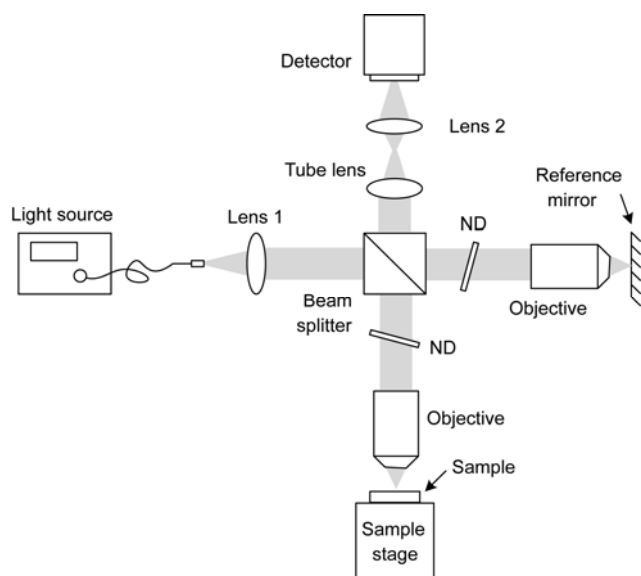 Detector
Lens 2
Tube lens
Reference
mirror
Light source
Lens 1
ND
Beam
splitter
Objective
ND
Objective
Sample
Sample
stage